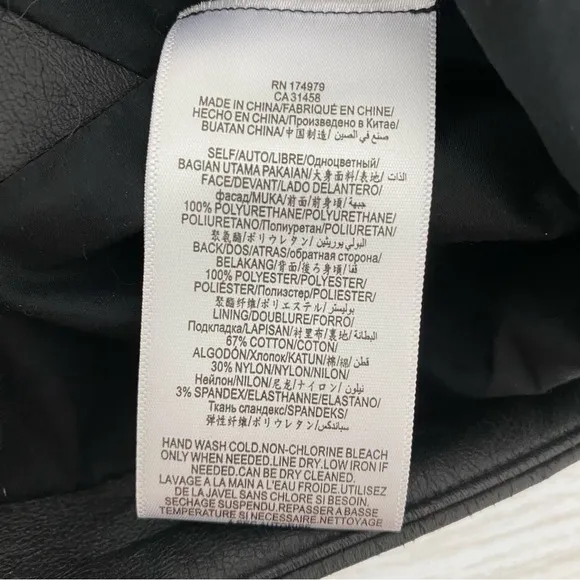 RN 174979
CA 31458
MADE IN CHINA/FABRIQUÉ EN CHINE/
HECHO EN CHINA/Произведено в Китае/
BUATAN CHINA/中国制造/ صنع في الصين/
SELF/AUTO/LIBRE/Одноцветный/
BAGIAN UTAMA PAKAIAN/大身面料/表地/ الذات/
FACE/DEVANT/LADO DELANTERO/
фасад/MUKA/前面/前身頃/ جبهة/
100% POLYURETHANE/POLYURETHANE/
POLIURETANO/Полиуретан/POLIURETAN/
聚氨酯/ポリウレタン/ البولي يوريثين/
BACK/DOS/ATRAS/обратная сторона/
BELAKANG/背面/後ろ身頃/ قفا/
100% POLYESTER/POLYESTER/
POLIÉSTER/Полиэстер/POLIESTER/
聚酯纤维/ポリエステル/ بوليستر/
LINING/DOUBLURE/FORRO/
Подкладка/LAPISAN/衬里布/裏地/ البطانة/
67% COTTON/COTON/
ALGODÓN/Хлопок/KATUN/棉/綿/ قطن/
30% NYLON/NYLON/NILON/
Нейлон/NILON/尼龙/ナイロン/ نيلون/
3% SPANDEX/ELASTHANNE/ELASTANO/
Ткань спандекс/SPANDEKS/
弹性纤维/ポリウレタン/ سباندكس/
HAND WASH COLD.NON-CHLORINE BLEACH
ONLY WHEN NEEDED.LINE DRY.LOW IRON IF
NEEDED.CAN BE DRY CLEANED.
LAVAGE A LA MAIN A L'EAU FROIDE.UTILISEZ
DE LA JAVEL SANS CHLORE SI BESOIN,
SECHAGE SUSPENDU.REPASSER A BASSE
TEMPERATURE SI NECESSAIRE.NETTOYAGE